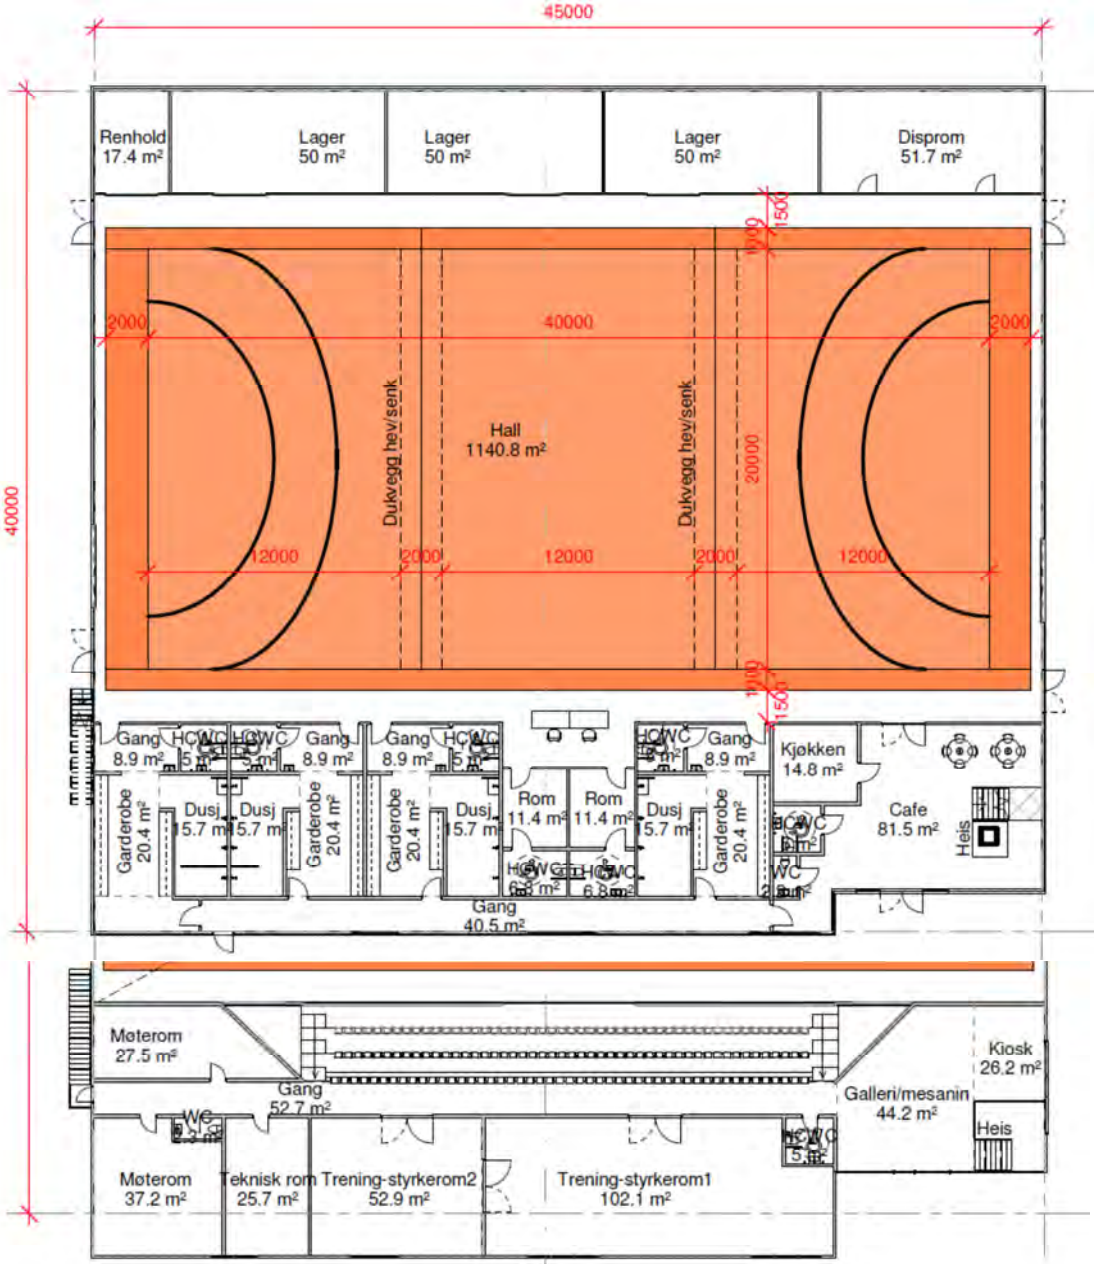 45000
Renhold
17.4 m²
Lager
50 m²
Lager
50 m²
Lager
50 m²
Disprom
51.7 m²
1500
1000
2000
40000
2000
Dukvegg hev/senk
Hall
1140.8 m²
Dukvegg hev/senk
20000
40000
12000
2000
12000
2000
12000
1000
1500
Gang
8.9 m²
HCWC
5 m²
HCWC
5 m²
Gang
8.9 m²
Gang
8.9 m²
HCWC
5 m²
HCWC
Gang
8.9 m²
Kjøkken
14.8 m²
Garderobe
20.4 m²
Dusj
15.7 m²
Dusj
15.7 m²
Garderobe
20.4 m²
Garderobe
20.4 m²
Dusj
15.7 m²
Rom
11.4 m²
Rom
11.4 m²
Dusj
15.7 m²
Garderobe
20.4 m²
HCWC
Cafe
81.5 m²
Heis
HCWC
6.8 m²
HCWC
6.8 m²
WC
Gang
40.5 m²
Møterom
27.5 m²
Kiosk
26.2 m²
Gang
52.7 m²
Galleri/mesanin
44.2 m²
WC
HCWC
Heis
Møterom
37.2 m²
Teknisk rom
25.7 m²
Trening-styrkerom2
52.9 m²
Trening-styrkerom1
102.1 m²